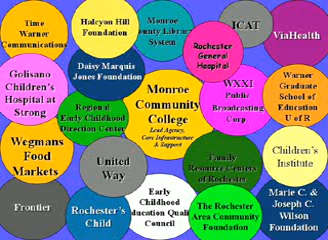 Time
Warner
Communications
Halcyon Hill
Foundation
Monroe
County Library
System
Rochester
General
Hospital
ICAT
ViaHealth
Golisano
Children's
Hospital at
Strong
Daisy Marquis
Jones Foundation
Regional
Early Childhood
Direction Center
Monroe
Community
College
Lead Agency,
Core Infrastructure
& Support
WXXI
Public
Broadcasting
Corp
Warner
Graduate
School of
Education
U of R
Wegmans
Food
Markets
United
Way
Family
Resource Centers
of Rochester
Children's
Institute
Frontier
Rochester's
Child
Early
Childhood
Education Quality
Council
The Rochester
Area Community
Foundation
Marie C. &
Joseph C.
Wilson
Foundation